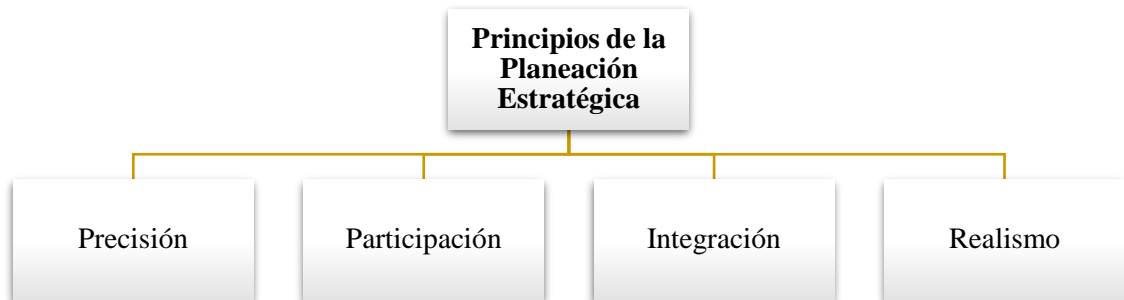 Principios de la
Planeación
Estratégica
Precisión
Participación
Integración
Realismo